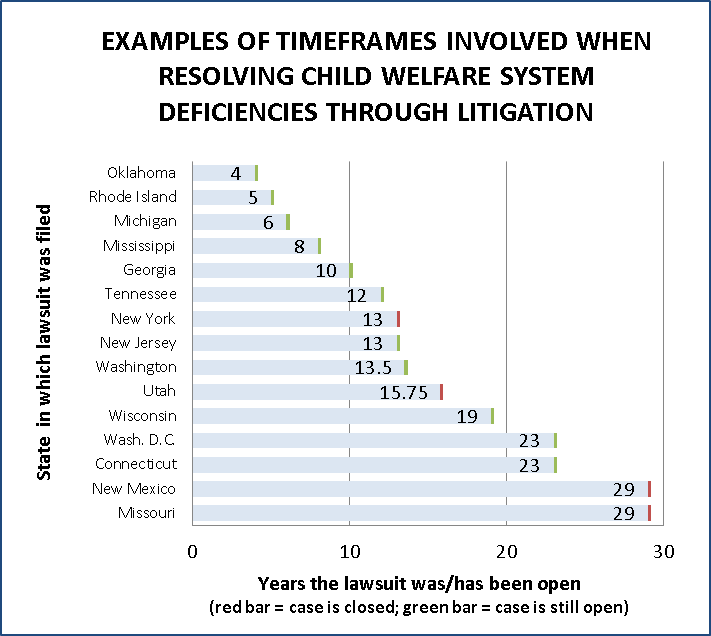 EXAMPLES OF TIMEFRAMES INVOLVED WHEN
RESOLVING CHILD WELFARE SYSTEM
DEFICIENCIES THROUGH LITIGATION
State in which lawsuit was filed
Oklahoma 4
Rhode Island 5
Michigan 6
Mississippi 8
Georgia 10
Tennessee 12
New York 13
New Jersey 13
Washington 13.5
Utah 15.75
Wisconsin 19
Wash. D.C. 23
Connecticut 23
New Mexico 29
Missouri 29
0 10 20 30
Years the lawsuit was/has been open
(red bar = case is closed; green bar = case is still open)